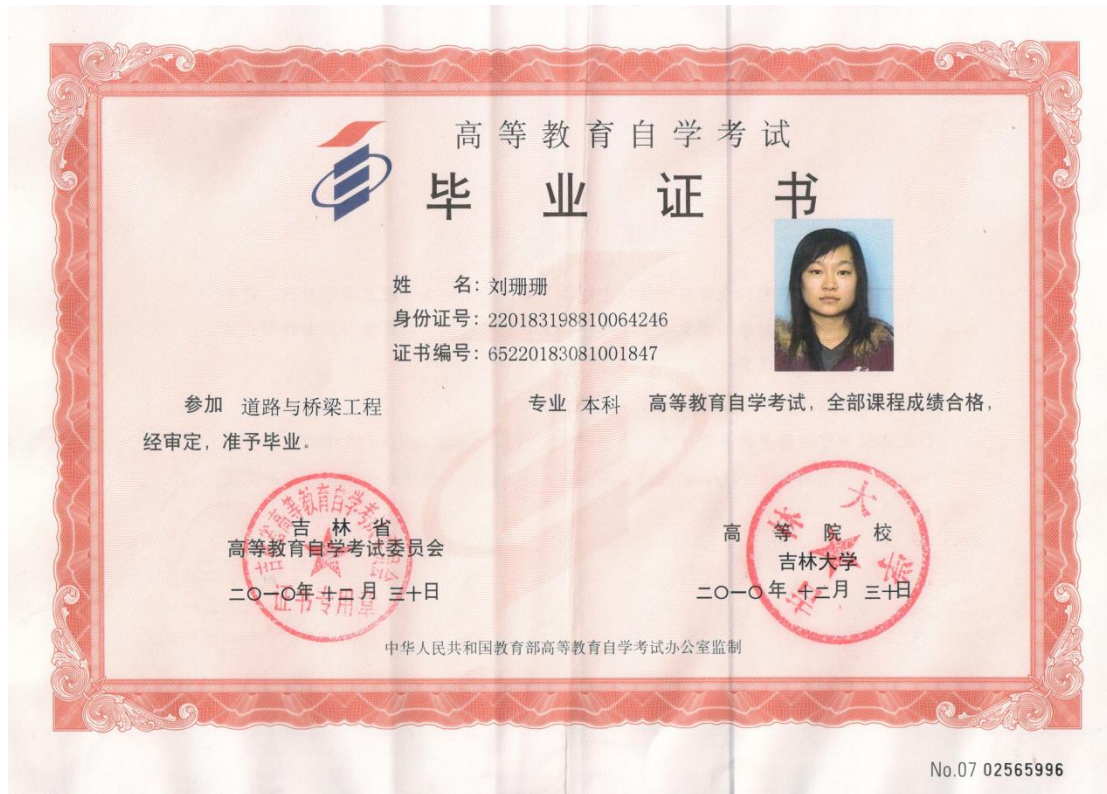 高等教育自学考试
毕业证书
姓 名：刘珊珊
身份证号：220183198810064246
证书编号：65220183081001847
参加 道路与桥梁工程 专业 本科 高等教育自学考试，全部课程成绩合格，
经审定，准予毕业。
吉林省
高等教育自学考试委员会
二〇一〇年 十二月 三十日
高等院校
吉林大学
二〇一〇年 十二月 三十日
吉林大学
中华人民共和国教育部高等教育自学考试办公室监制
No.07 02565996